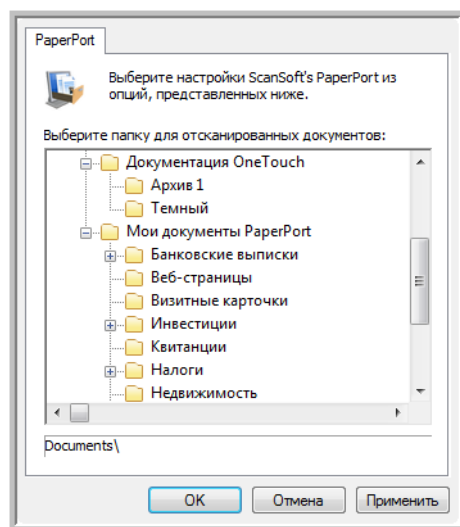 PaperPort
Выберите настройки ScanSoft's PaperPort из
опций, представленных ниже.
Выберите папку для отсканированных документов:
Документация OneTouch
Архив 1
Темный
Мои документы PaperPort
Банковские выписки
Веб-страницы
Визитные карточки
Инвестиции
Квитанции
Налоги
Недвижимость
Documents\
OK
Отмена
Применить